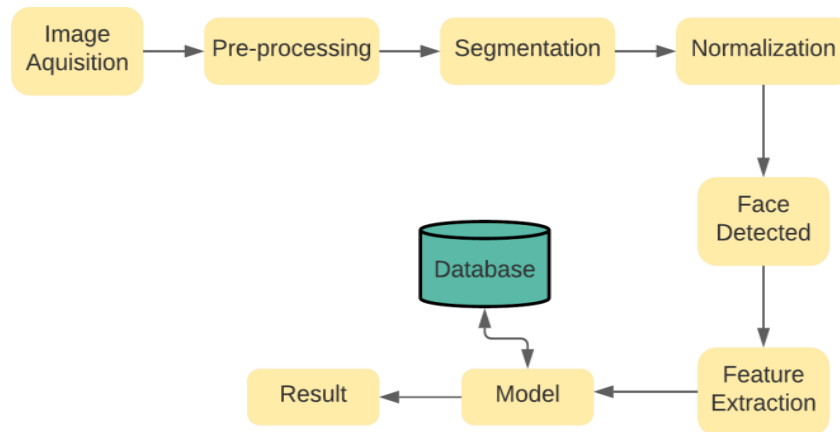 Image
Aquisition
Pre-processing
Segmentation
Normalization
Face
Detected
Database
Feature
Extraction
Model
Result